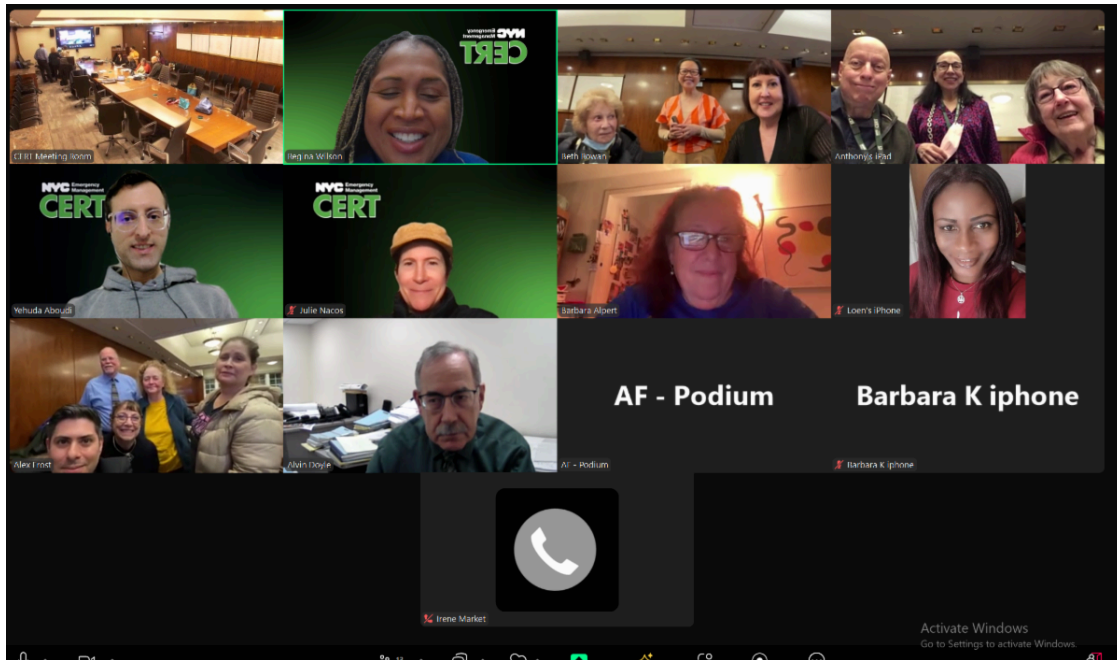 CERT Meeting Room
NYC Emergency
Management
CERT
Regina Wilson
Beth Rowan
Anthony's iPad
NYC Emergency
Management
CERT
Yehuda Aboudi
NYC Emergency
Management
CERT
Julie Nacos
Barbara Alpert
Loen's iPhone
Alex Frost
Alvin Doyle
AF - Podium
AF - Podium
Barbara K iphone
Barbara K iphone
Irene Market
Activate Windows
Go to Settings to activate Windows.